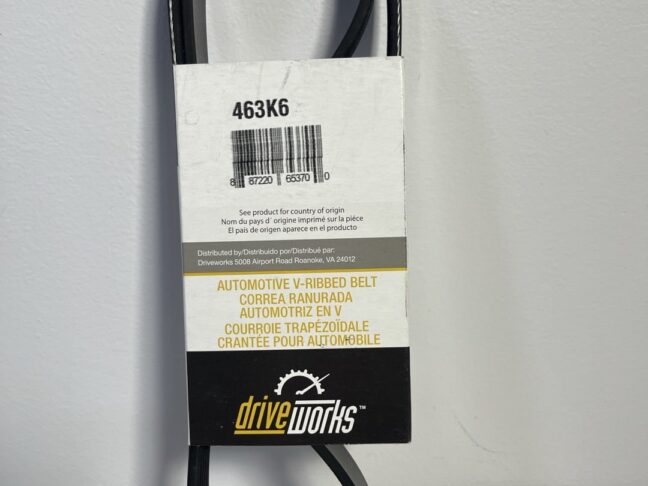 463K6
8 87220 65370 0
See product for country of origin
Nom du pays d' origine imprimé sur la pièce
El país de origen aparece en el producto
Distributed by/Distribuido por/Distribué par:
Driveworks 5008 Airport Road Roanoke, VA 24012
AUTOMOTIVE V-RIBBED BELT
CORREA RANURADA
AUTOMOTRIZ EN V
COURROIE TRAPÉZOÏDALE
CRANTÉE POUR AUTOMOBILE
driveworks™